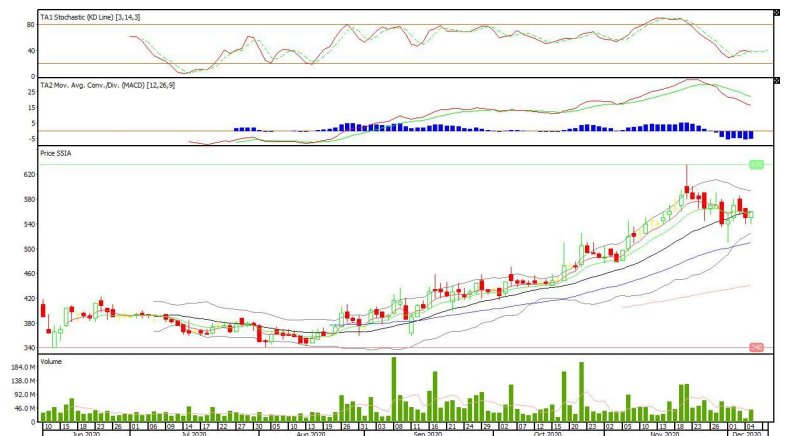 TA1 Stochastic (KD Line) [3,14,3]
80
40
0
TA2 Mov. Avg. Conv./Div. (MACD) [12,26,9]
25
15
5
-5
Price SSIA
620
580
540
500
460
420
380
340
340
Volume
184.0 M
138.0 M
92.0 M
46.0 M
0.0
10 15 18 23 26 01 06 09 14 17 22 27 30 05 10 13 19 26 31 03 08 11 16 21 24 29 02 07 12 15 20 23 02 05 10 13 18 23 26 01 04
Jun 2020 Jul 2020 Aug 2020 Sep 2020 Oct 2020 Nov 2020 Dec 2020